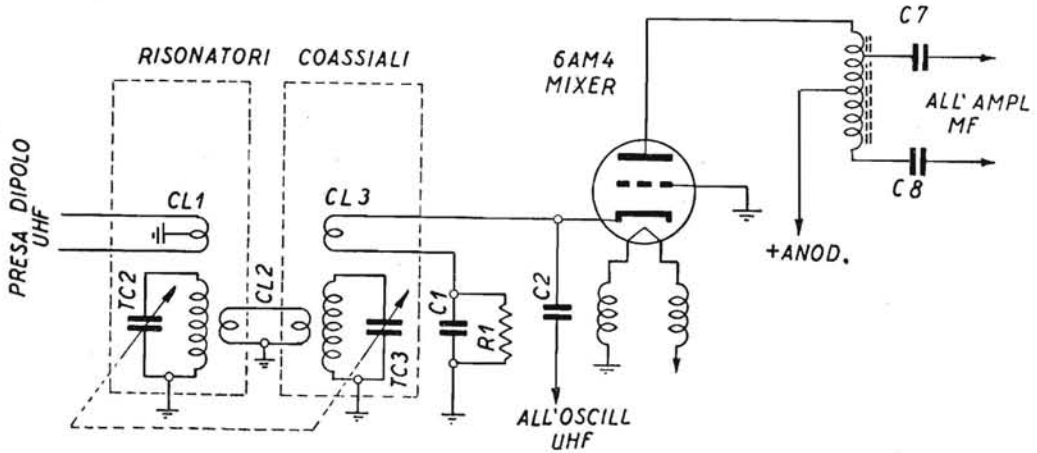 C7
RISONATORI COASSIALI
6AM4
MIXER
ALL'AMPL
MF
C8
PRESA DIPOLO
UHF
CL1
CL3
+ANOD.
TC2
CL2
C1
R1
C2
TC3
ALL'OSCILL
UHF